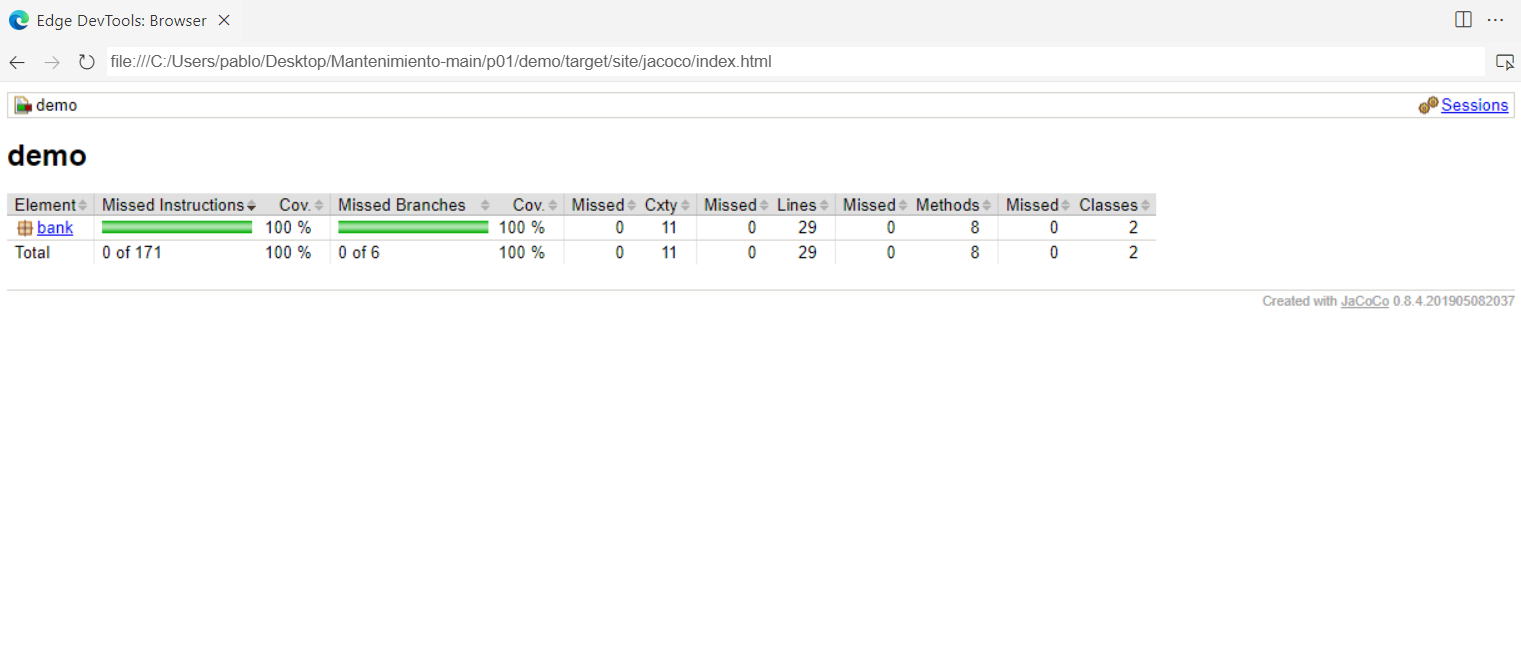 Edge DevTools: Browser
file:///C:/Users/pablo/Desktop/Mantenimiento-main/p01/demo/target/site/jacoco/index.html
demo Sessions
demo
Element Missed Instructions Cov. Missed Branches Cov. Missed Cxty Missed Lines Missed Methods Missed Classes
bank 100 % 100 % 0 11 0 29 0 8 0 2
Total 0 of 171 100 % 0 of 6 100 % 0 11 0 29 0 8 0 2
Created with JaCoCo 0.8.4.201905082037